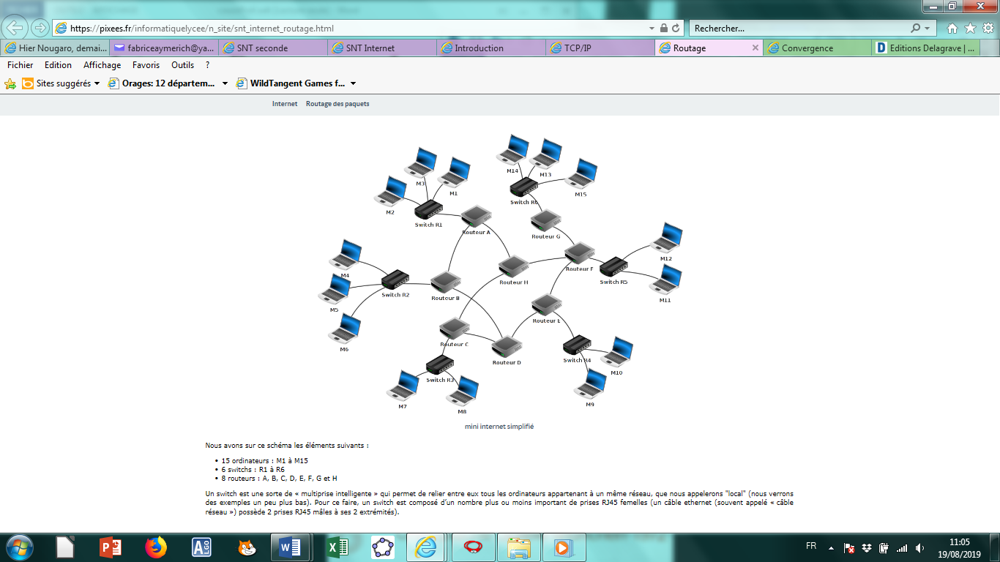 https://pixees.fr/informatiquelycee/n_site/snt_internet_routage.html
Rechercher...
Hier Nougaro, demai...
fabriceaymerich@ya...
SNT seconde
SNT Internet
Introduction
TCP/IP
Routage
Convergence
Editions Delagrave | ...
Fichier Edition Affichage Favoris Outils ?
Sites suggérés
Orages: 12 départem...
WildTangent Games f...
Internet Routage des paquets
M14
M13
M3
M1
M15
Switch R6
M2
Switch R1
Routeur A
Routeur G
M12
M4
Routeur H
Routeur F
Switch R5
Switch R2
Routeur B
M11
M5
Routeur E
M6
Routeur C
Routeur D
Switch R4
M10
Switch R3
M7
M8
M9
mini internet simplifié
Nous avons sur ce schéma les éléments suivants :
• 15 ordinateurs : M1 à M15
• 6 switchs : R1 à R6
• 8 routeurs : A, B, C, D, E, F, G et H
Un switch est une sorte de « multiprise intelligente » qui permet de relier entre eux tous les ordinateurs appartenant à un même réseau, que nous appelerons "local" (nous verrons
des exemples un peu plus bas). Pour ce faire, un switch est composé d'un nombre plus ou moins important de prises RJ45 femelles (un câble ethernet (souvent appelé « câble
réseau ») possède 2 prises RJ45 mâles à ses 2 extrémités).
FR
11:05
19/08/2019